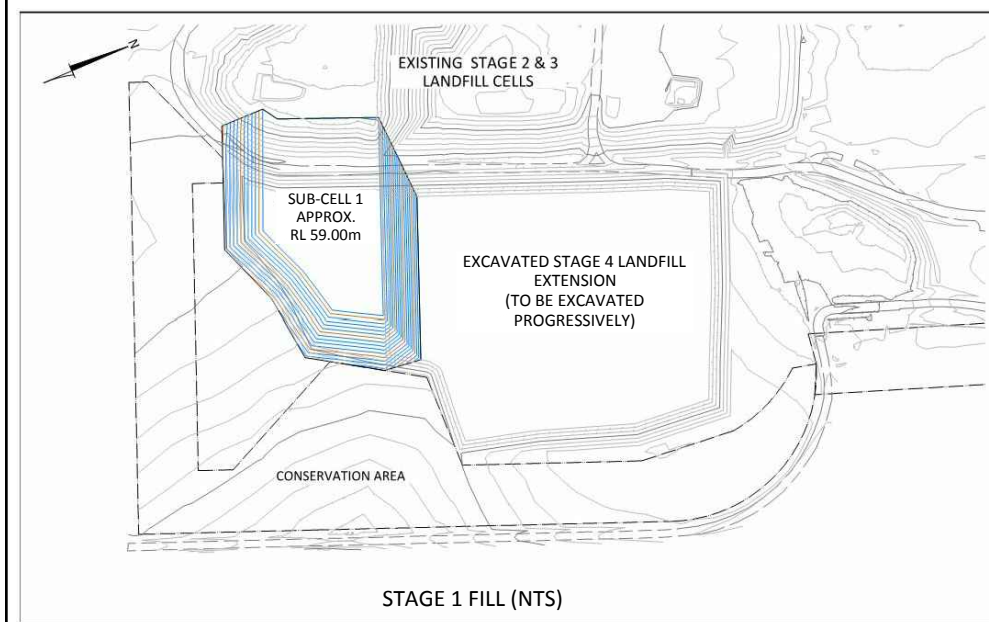 N
EXISTING STAGE 2 & 3
LANDFILL CELLS
SUB-CELL 1
APPROX.
RL 59.00m
EXCAVATED STAGE 4 LANDFILL
EXTENSION
(TO BE EXCAVATED
PROGRESSIVELY)
CONSERVATION AREA
STAGE 1 FILL (NTS)